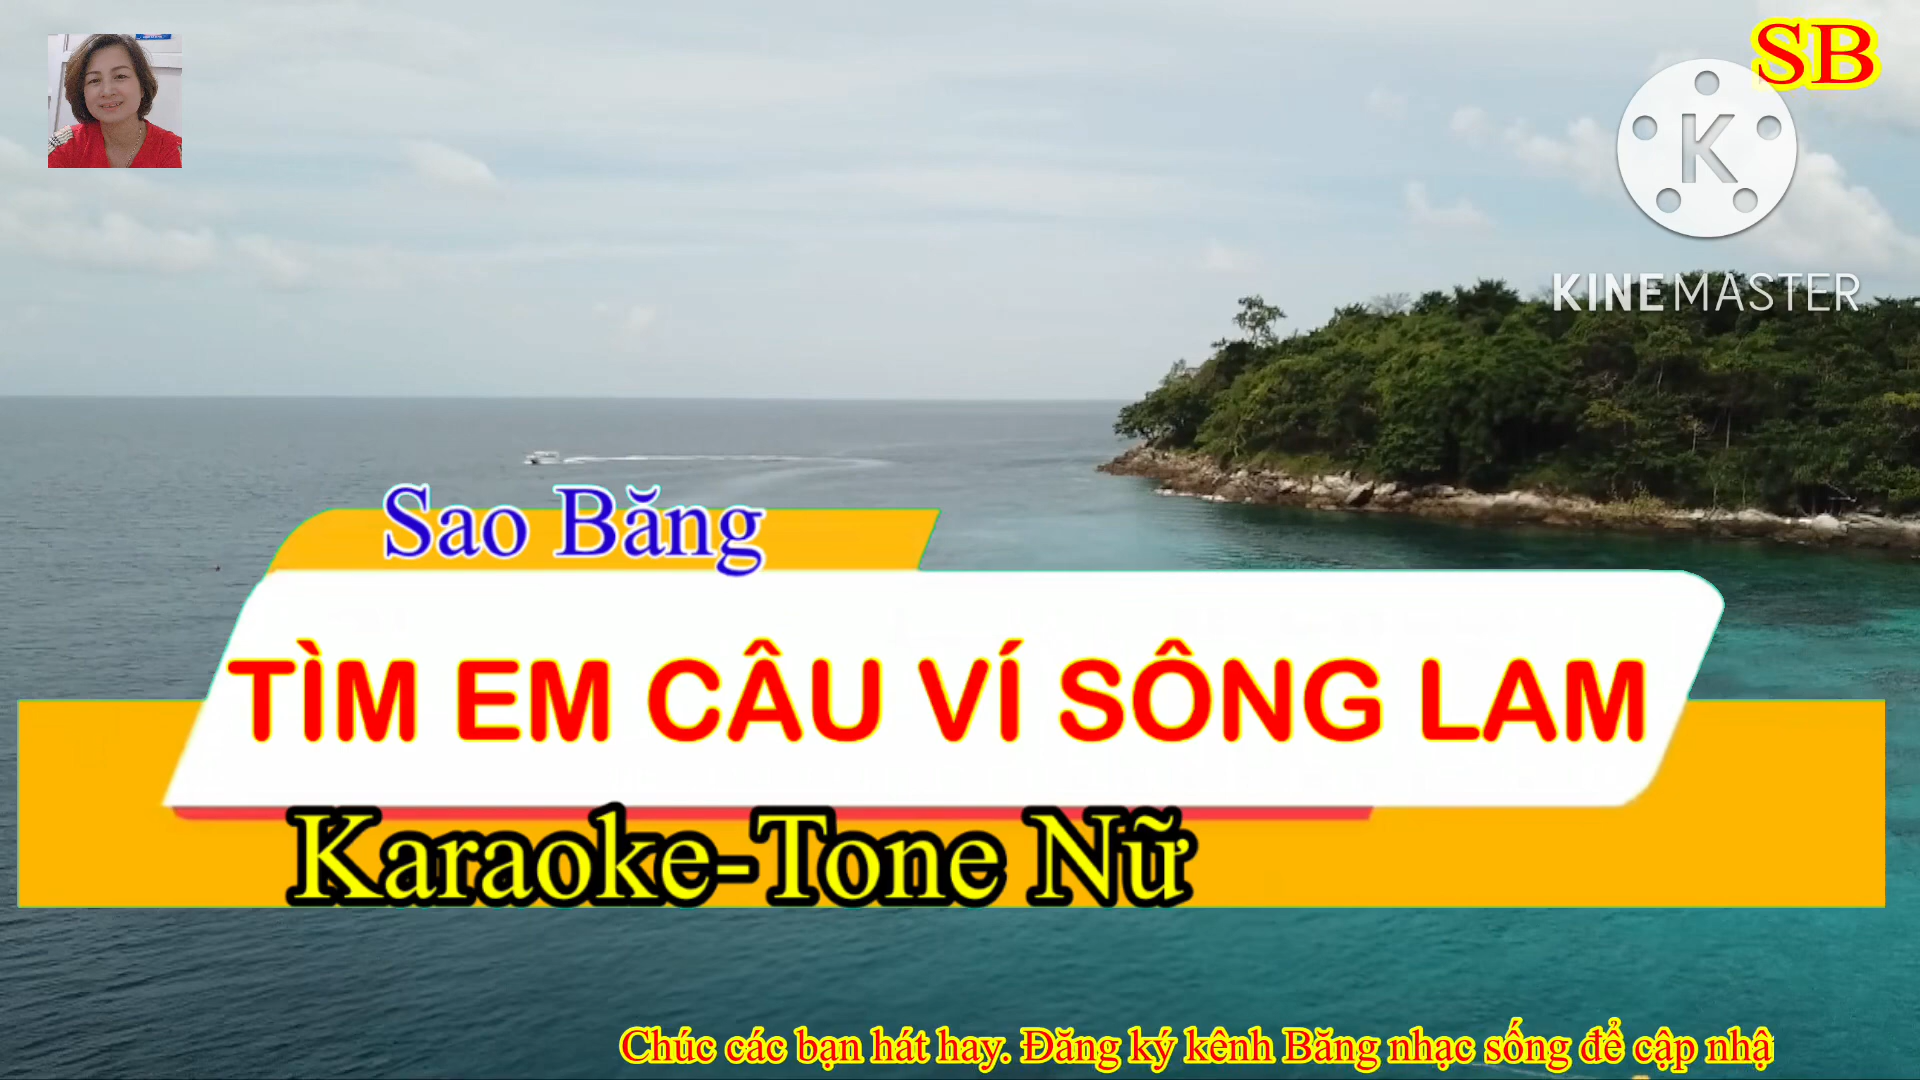 SB
K
KINEMASTER
Sao Băng
TÌM EM CÂU VÍ SÔNG LAM
Karaoke-Tone Nữ
Chúc các bạn hát hay. Đăng ký kênh Băng nhạc sống để cập nhậ